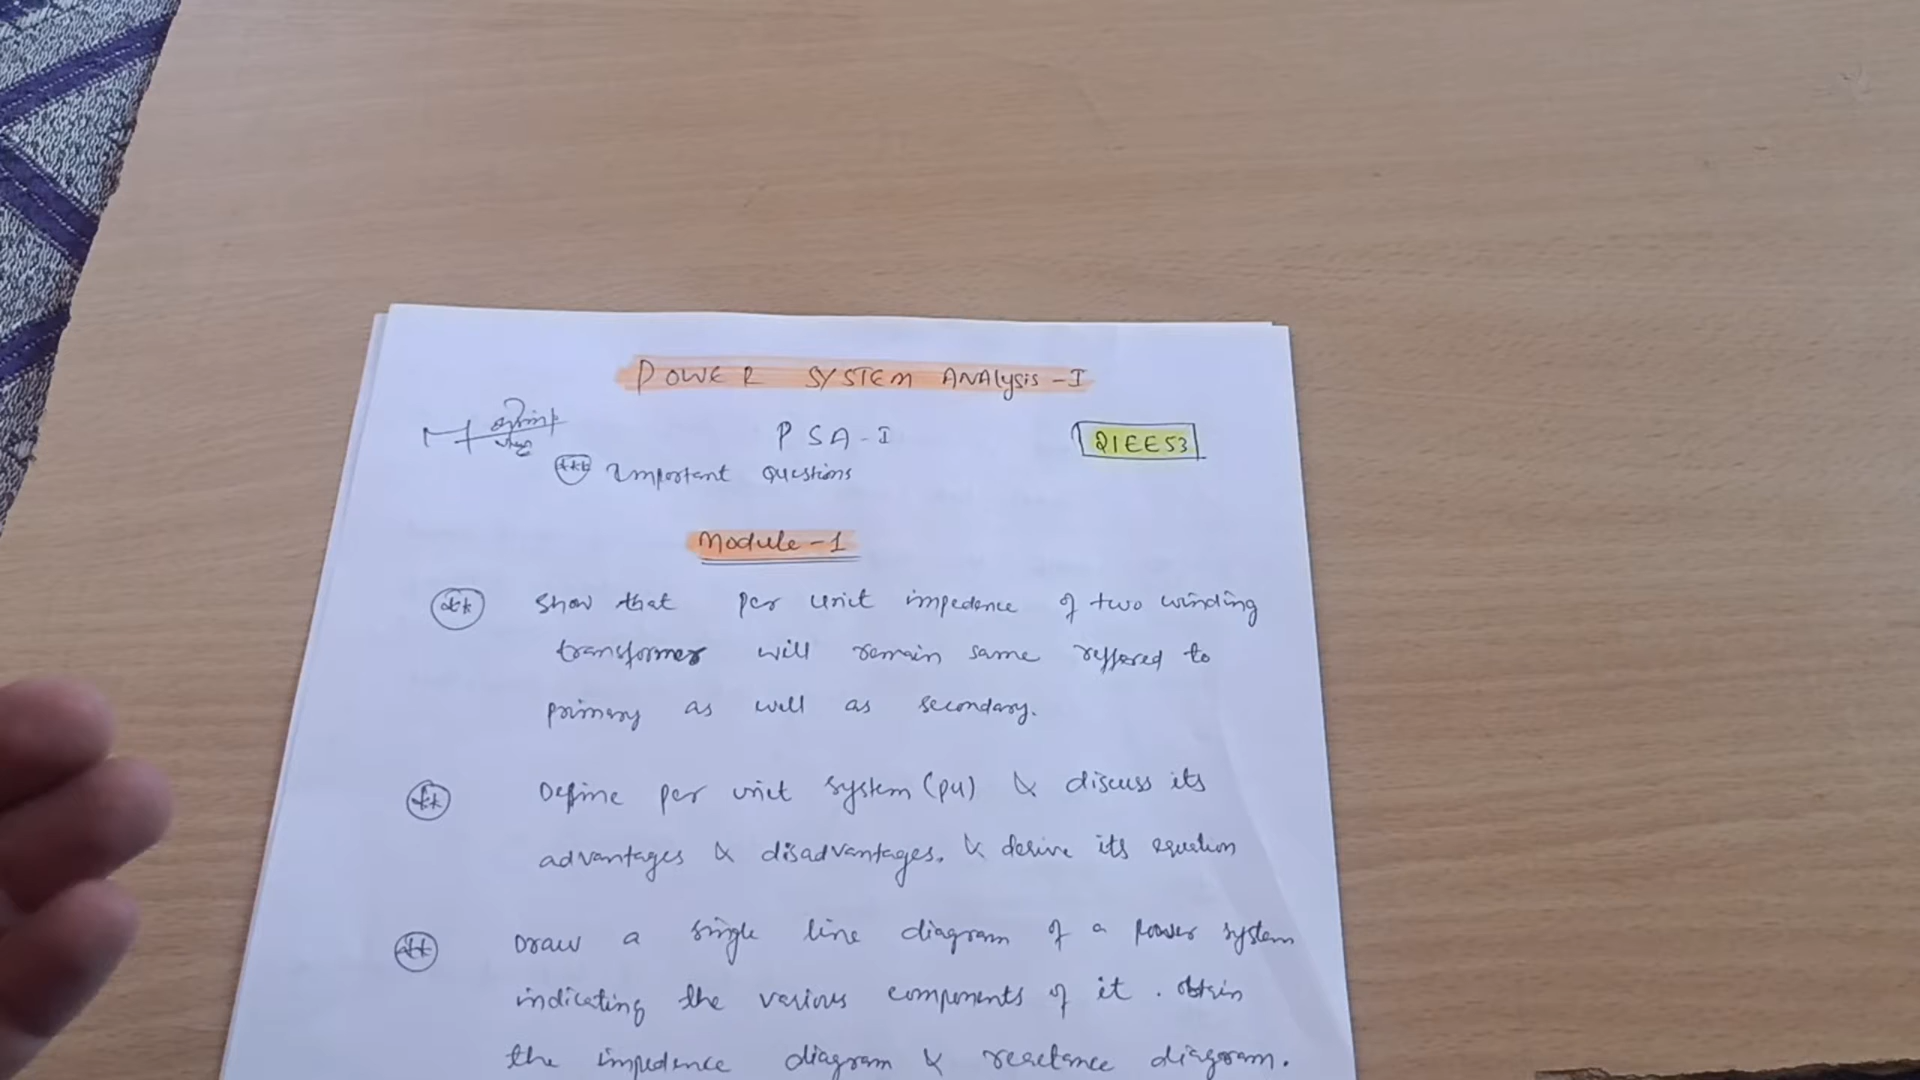 POWER SYSTEM ANAlysis - I
PSA - I
21EE53
*** Important Questions
Module - 1
*** Show that per unit impedence of two winding
transformer will remain same reffered to
primary as well as secondary.
*** Define per unit system (pu) & discuss its
advantages & disadvantages. & derive its equation
*** Draw a single line diagram of a power system
indicating the various components of it. obtain
the impedence diagram & reactance diagram.